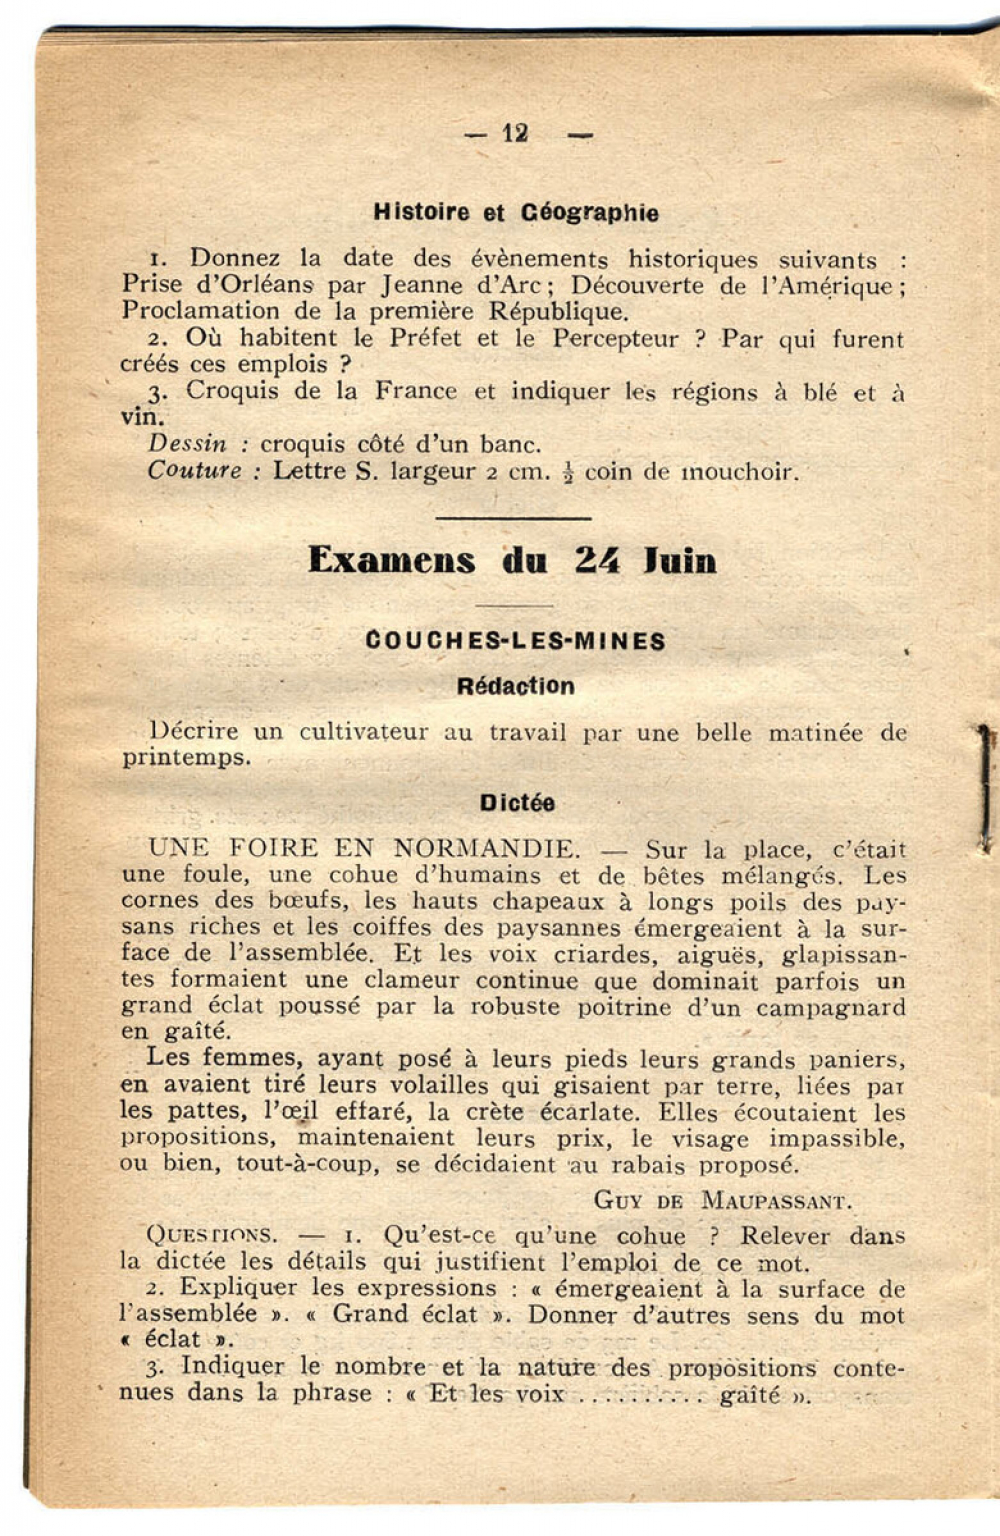 — 12 —
Histoire et Géographie
1. Donnez la date des évènements historiques suivants :
Prise d'Orléans par Jeanne d'Arc ; Découverte de l'Amérique ;
Proclamation de la première République.
2. Où habitent le Préfet et le Percepteur ? Par qui furent
créés ces emplois ?
3. Croquis de la France et indiquer les régions à blé et à
vin.
Dessin : croquis côté d'un banc.
Couture : Lettre S. largeur 2 cm. ½ coin de mouchoir.
Examens du 24 Juin
COUCHES-LES-MINES
Rédaction
Décrire un cultivateur au travail par une belle matinée de
printemps.
Dictée
UNE FOIRE EN NORMANDIE. — Sur la place, c'était
une foule, une cohue d'humains et de bêtes mélangés. Les
cornes des bœufs, les hauts chapeaux à longs poils des pay-
sans riches et les coiffes des paysannes émergeaient à la sur-
face de l'assemblée. Et les voix criardes, aiguës, glapissan-
tes formaient une clameur continue que dominait parfois un
grand éclat poussé par la robuste poitrine d'un campagnard
en gaîté.
Les femmes, ayant posé à leurs pieds leurs grands paniers,
en avaient tiré leurs volailles qui gisaient par terre, liées par
les pattes, l'œil effaré, la crète écarlate. Elles écoutaient les
propositions, maintenaient leurs prix, le visage impassible,
ou bien, tout-à-coup, se décidaient au rabais proposé.
GUY DE MAUPASSANT.
QUESTIONS. — 1. Qu'est-ce qu'une cohue ? Relever dans
la dictée les détails qui justifient l'emploi de ce mot.
2. Expliquer les expressions : « émergeaient à la surface de
l'assemblée ». « Grand éclat ». Donner d'autres sens du mot
« éclat ».
3. Indiquer le nombre et la nature des propositions conte-
nues dans la phrase : « Et les voix .......... gaîté ».